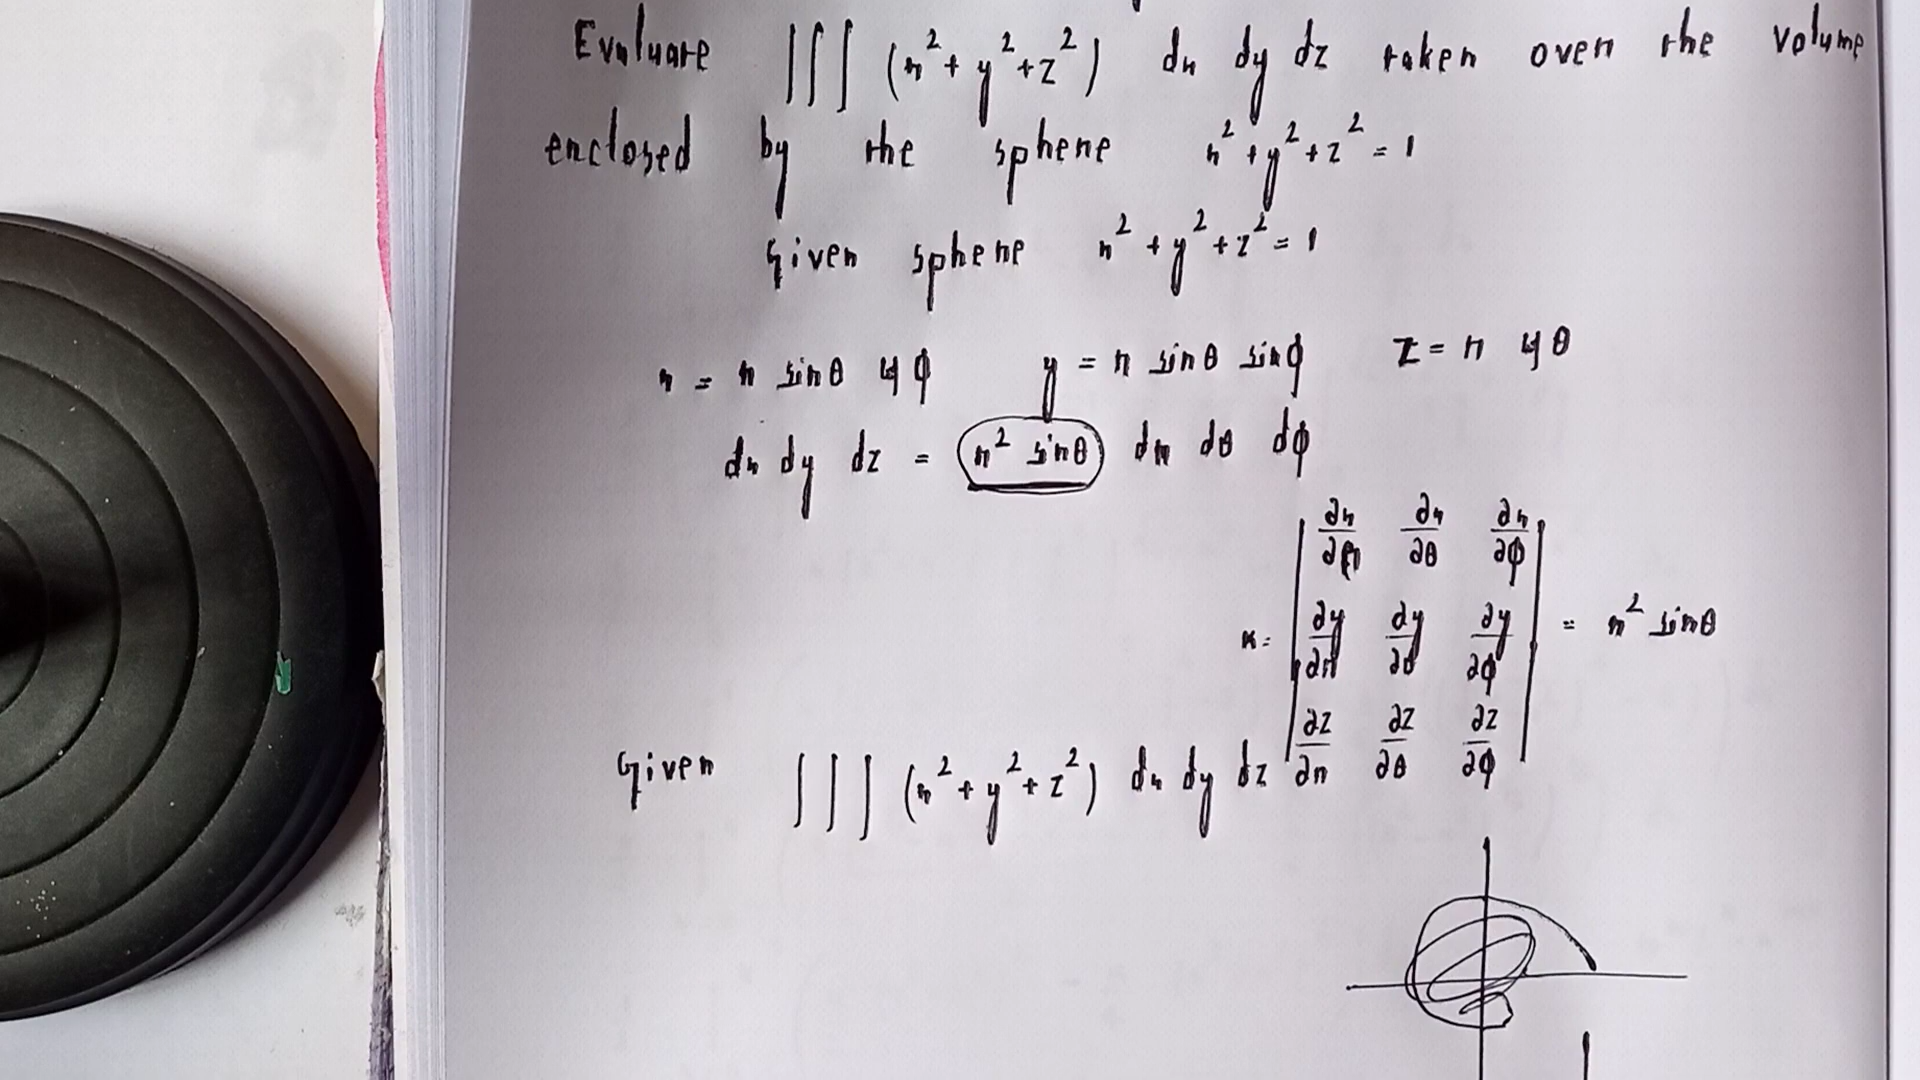 Evaluate ∫∫∫ (x² + y² + z²) dx dy dz taken over the volume
enclosed by the sphere x² + y² + z² = 1
Given sphere x² + y² + z² = 1
x = r sinθ cosϕ y = r sinθ sinϕ z = r cosθ
dx dy dz = r² sinθ dr dθ dϕ
∂x/∂r ∂x/∂θ ∂x/∂ϕ
∂y/∂r ∂y/∂θ ∂y/∂ϕ = r² sinθ
∂z/∂r ∂z/∂θ ∂z/∂ϕ
Given ∫∫∫ (x² + y² + z²) dx dy dz